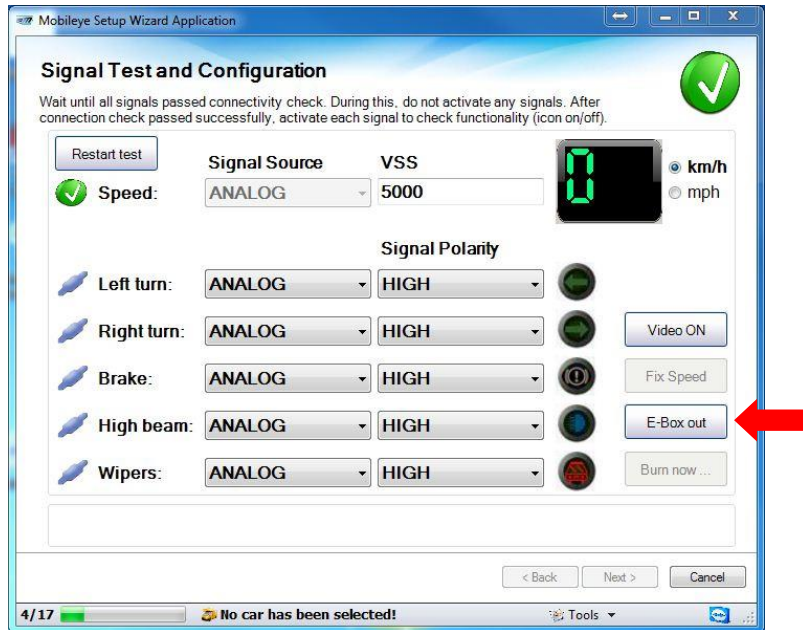 Mobileye Setup Wizard Application
Signal Test and Configuration
Wait until all signals passed connectivity check. During this, do not activate any signals. After
connection check passed successfully, activate each signal to check functionality (icon on/off).
Restart test
Signal Source VSS
Speed: ANALOG 5000 0 km/h
mph
Signal Polarity
Left turn: ANALOG HIGH
Right turn: ANALOG HIGH Video ON
Brake: ANALOG HIGH Fix Speed
High beam: ANALOG HIGH E-Box out
Wipers: ANALOG HIGH Burn now ...
< Back Next > Cancel
4/17 No car has been selected! Tools